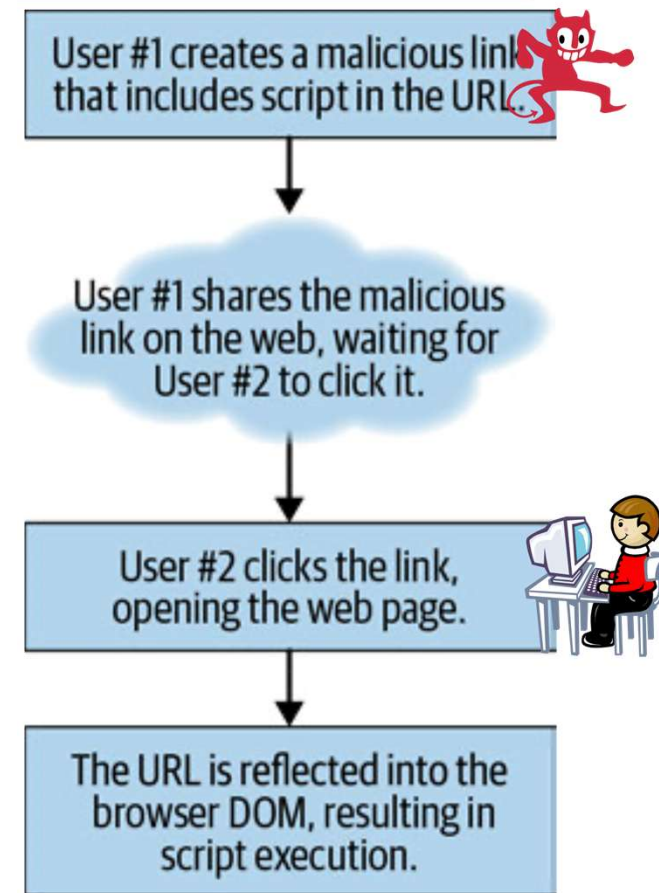 User #1 creates a malicious link
that includes script in the URL.
User #1 shares the malicious
link on the web, waiting for
User #2 to click it.
User #2 clicks the link,
opening the web page.
The URL is reflected into the
browser DOM, resulting in
script execution.